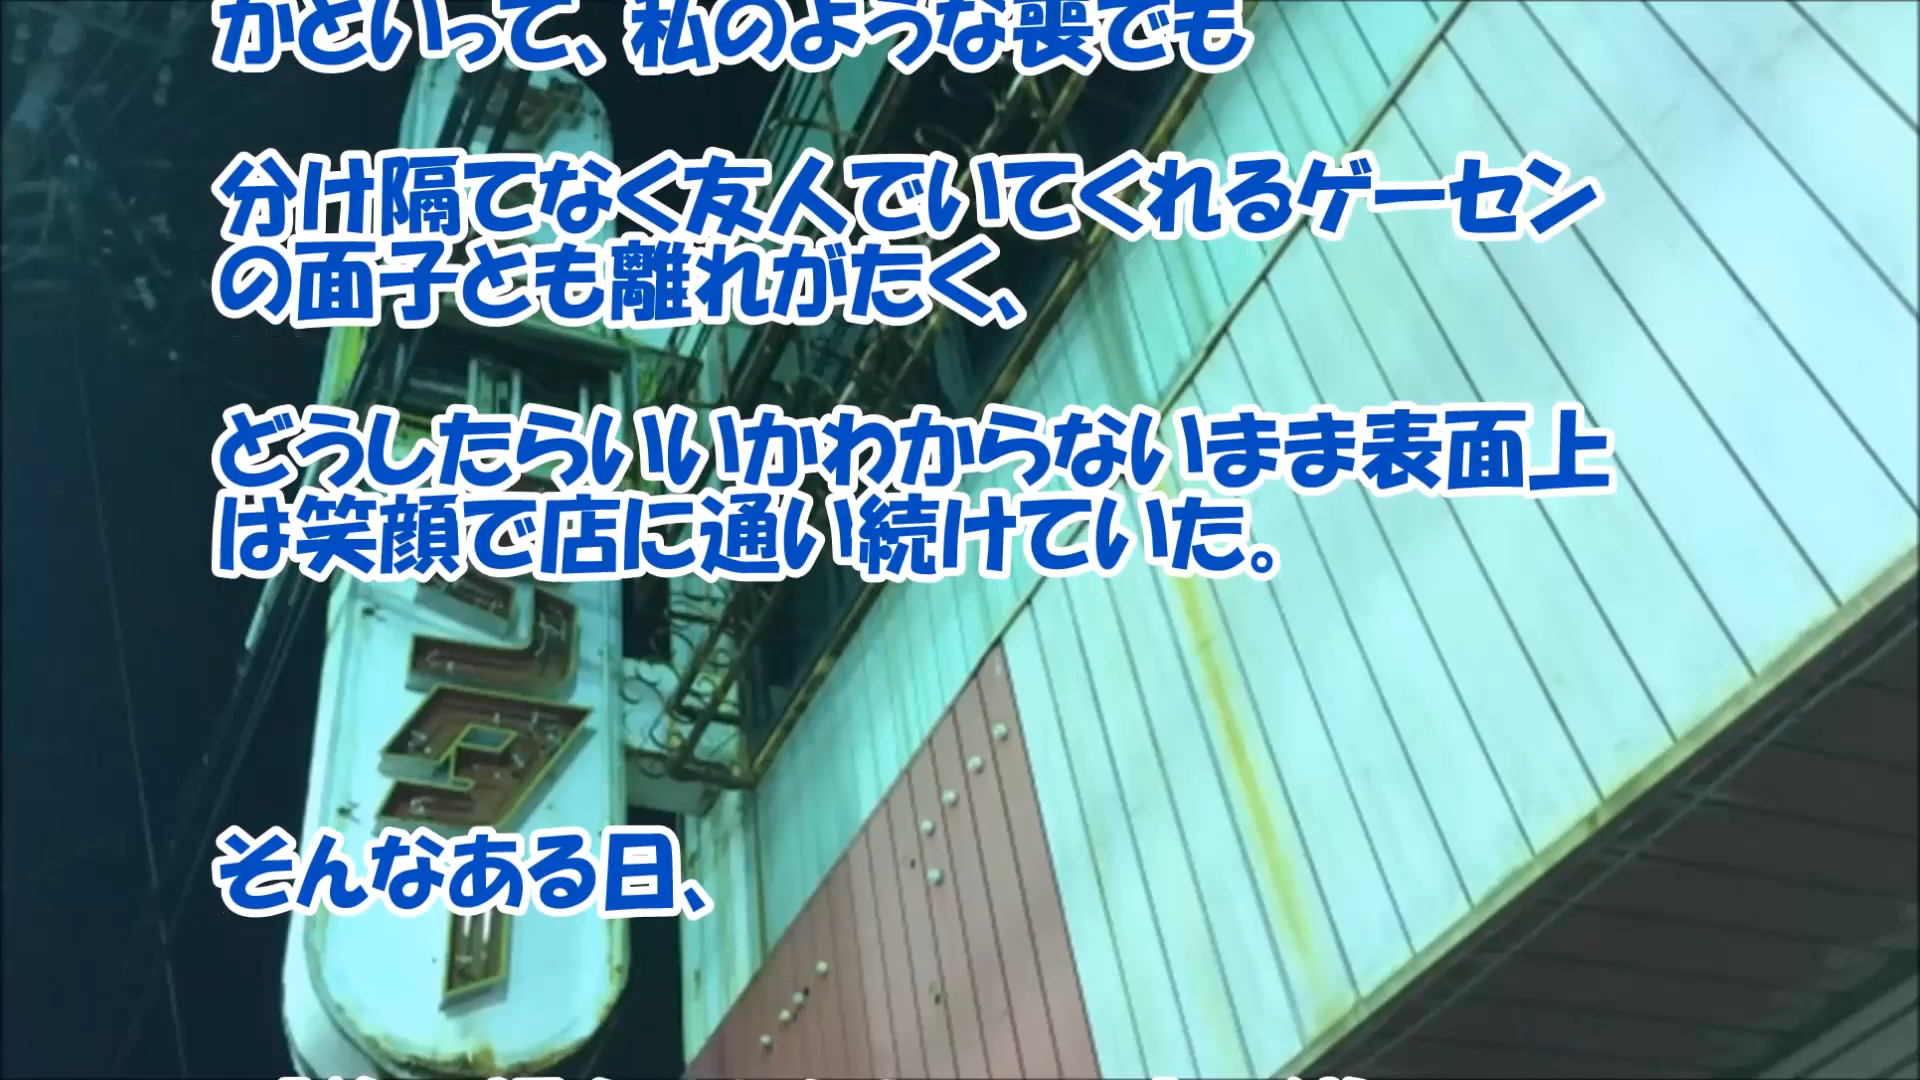 かといって、私のような喪でも
分け隔てなく友人でいてくれるゲーセン
の面子とも離れがたく、
どうしたらいいかわからないまま表面上
は笑顔で店に通い続けていた。
そんなある日、